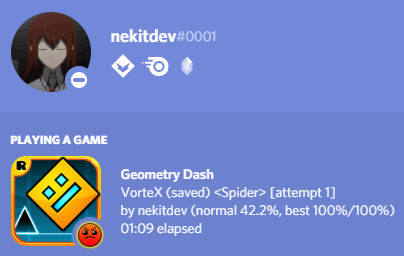 nekitdev#0001
PLAYING A GAME
R
Geometry Dash
VorteX (saved) <Spider> [attempt 1]
by nekitdev (normal 42.2%, best 100%/100%)
01:09 elapsed